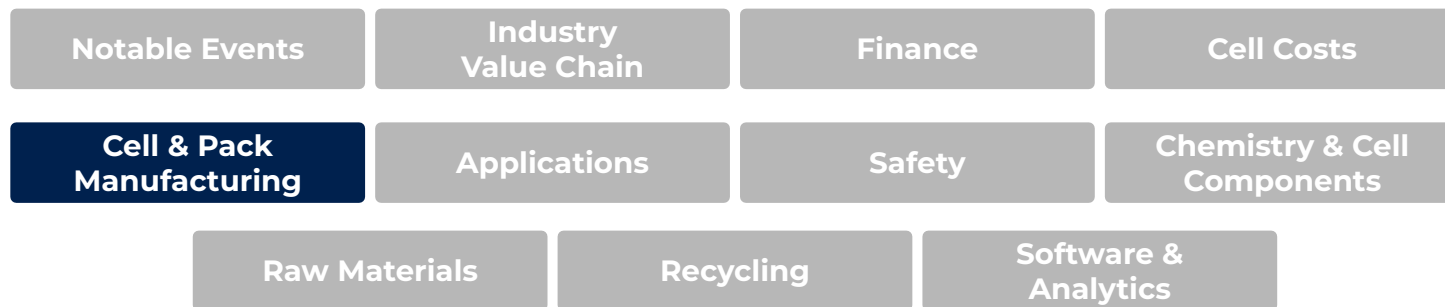 Notable Events
Industry
Value Chain
Finance
Cell Costs
Cell & Pack
Manufacturing
Applications
Safety
Chemistry & Cell
Components
Raw Materials
Recycling
Software &
Analytics